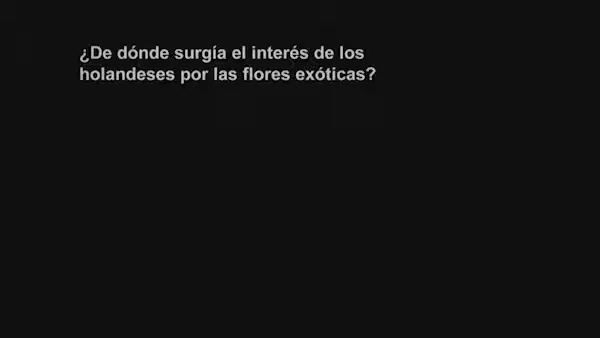 ¿De dónde surgía el interés de los
holandeses por las flores exóticas?